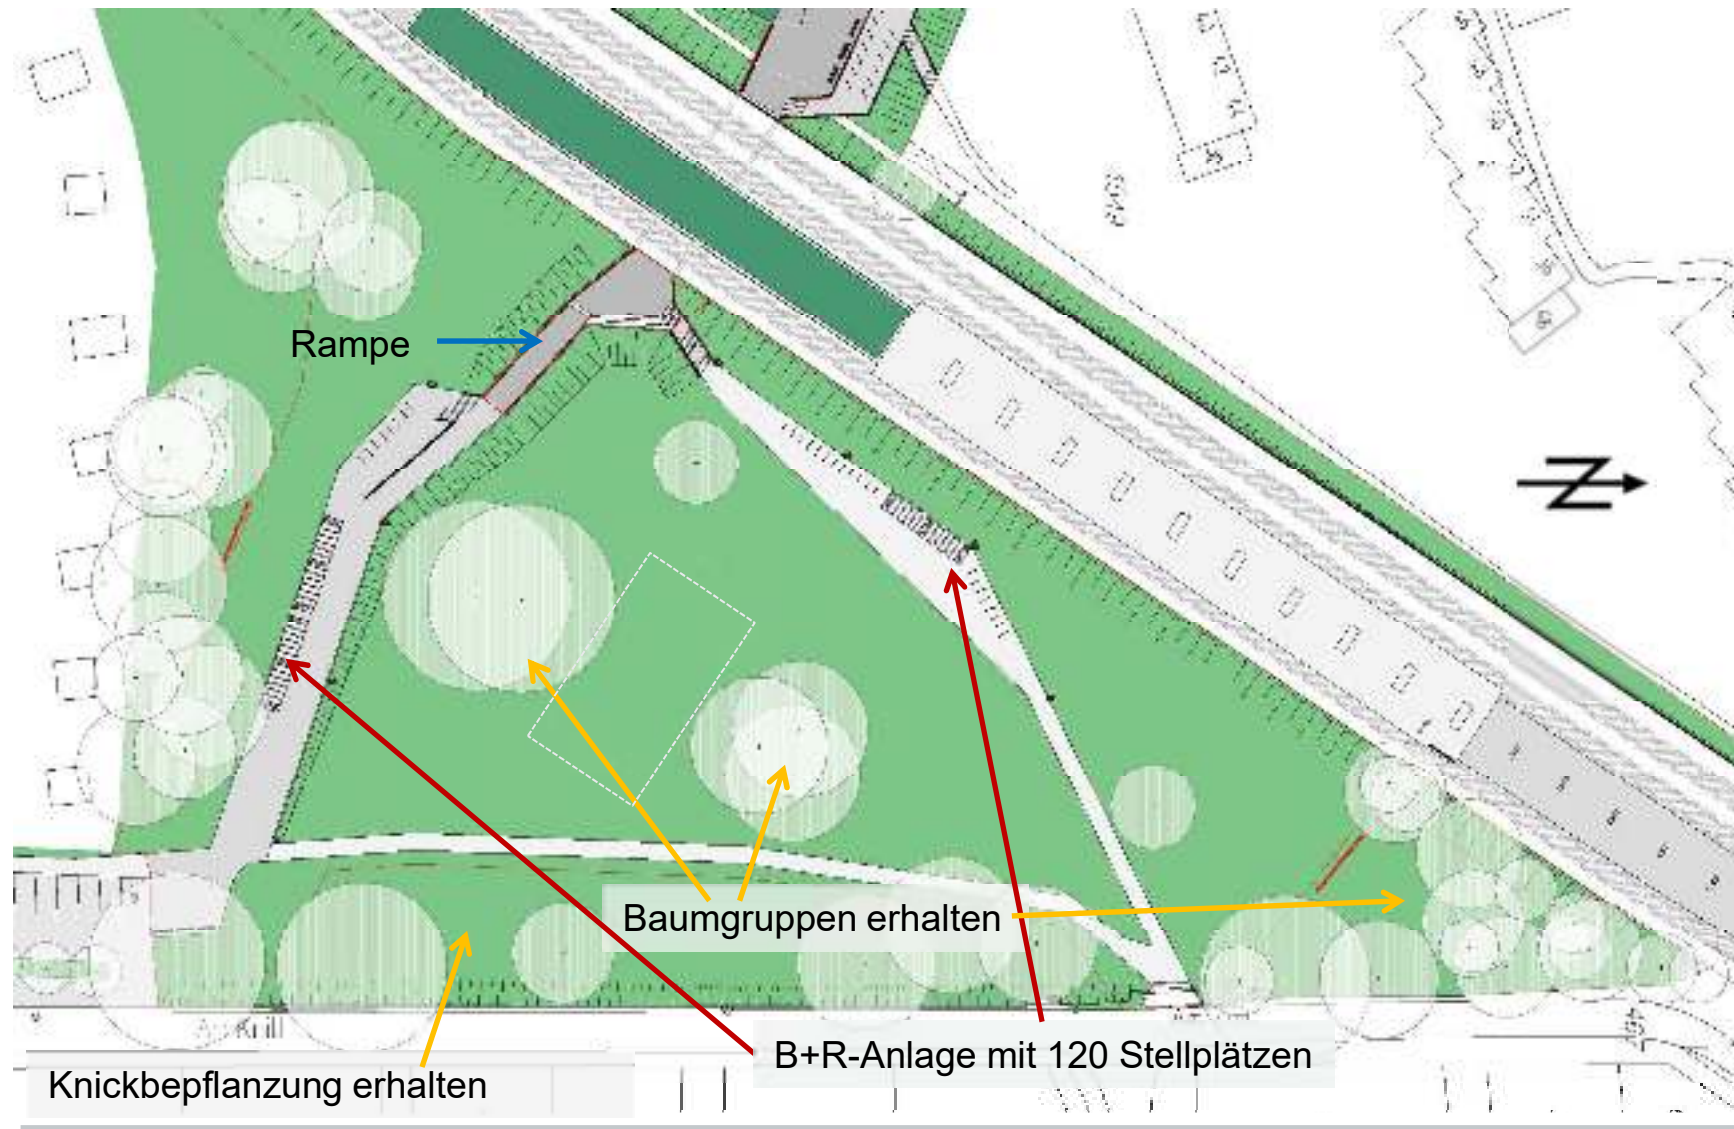 Rampe
Baumgruppen erhalten
B+R-Anlage mit 120 Stellplätzen
Knickbepflanzung erhalten